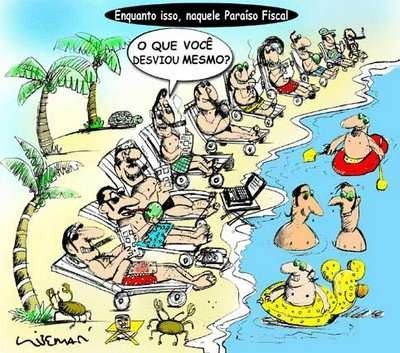 Enquanto isso, naquele Paraíso Fiscal
O QUE VOCÊ
DESVIOU MESMO?